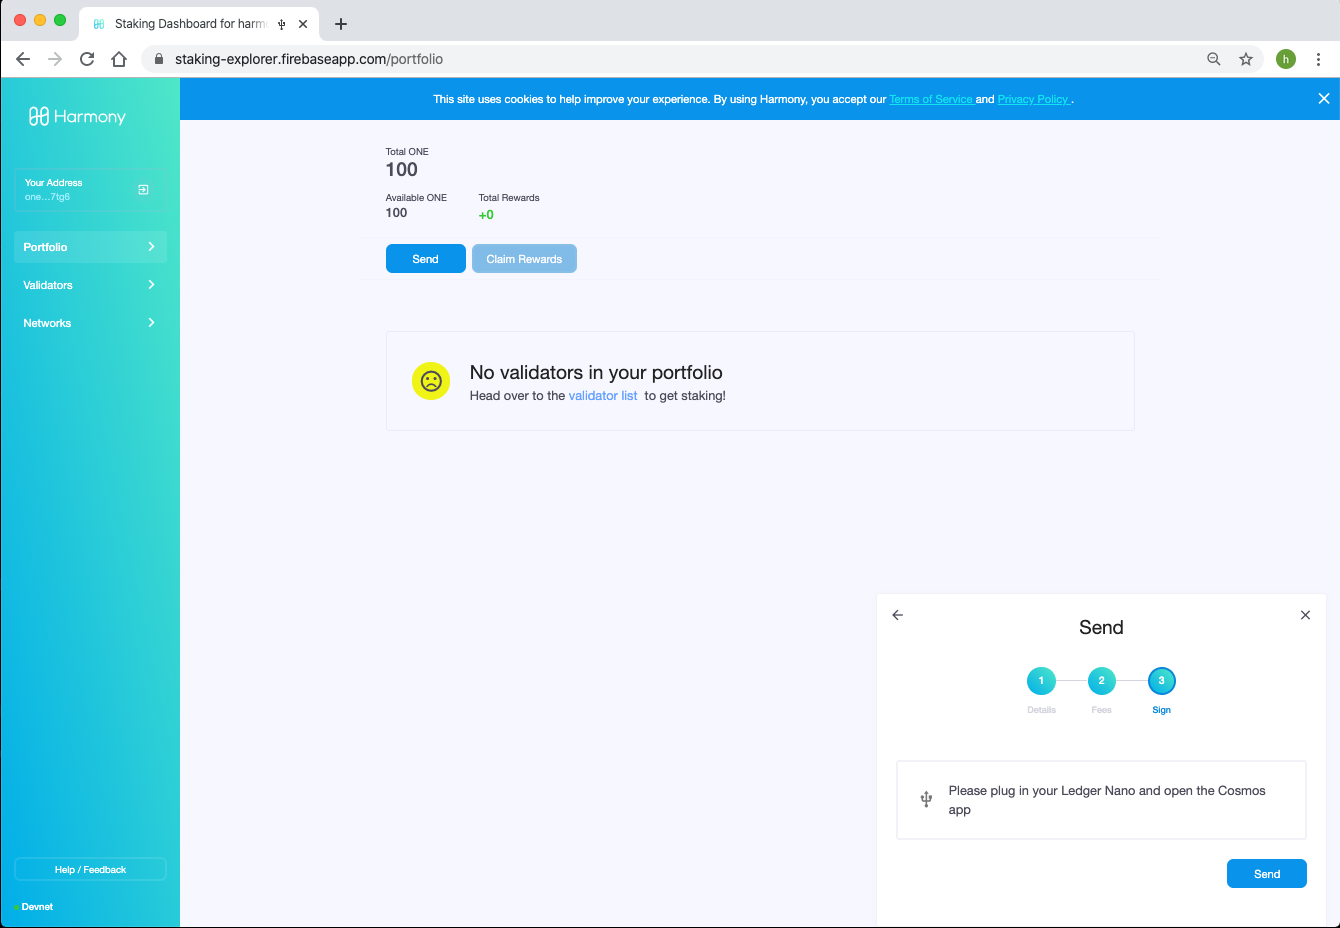 Staking Dashboard for harm
staking-explorer.firebaseapp.com/portfolio
h
This site uses cookies to help improve your experience. By using Harmony, you accept our Terms of Service and Privacy Policy .
Harmony
Your Address
one...7tg6
Portfolio
Validators
Networks
Total ONE
100
Available ONE
Total Rewards
100
+0
Send
Claim Rewards
No validators in your portfolio
Head over to the validator list to get staking!
Send
1
2
3
Details
Fees
Sign
Please plug in your Ledger Nano and open the Cosmos
app
Send
Help / Feedback
Devnet